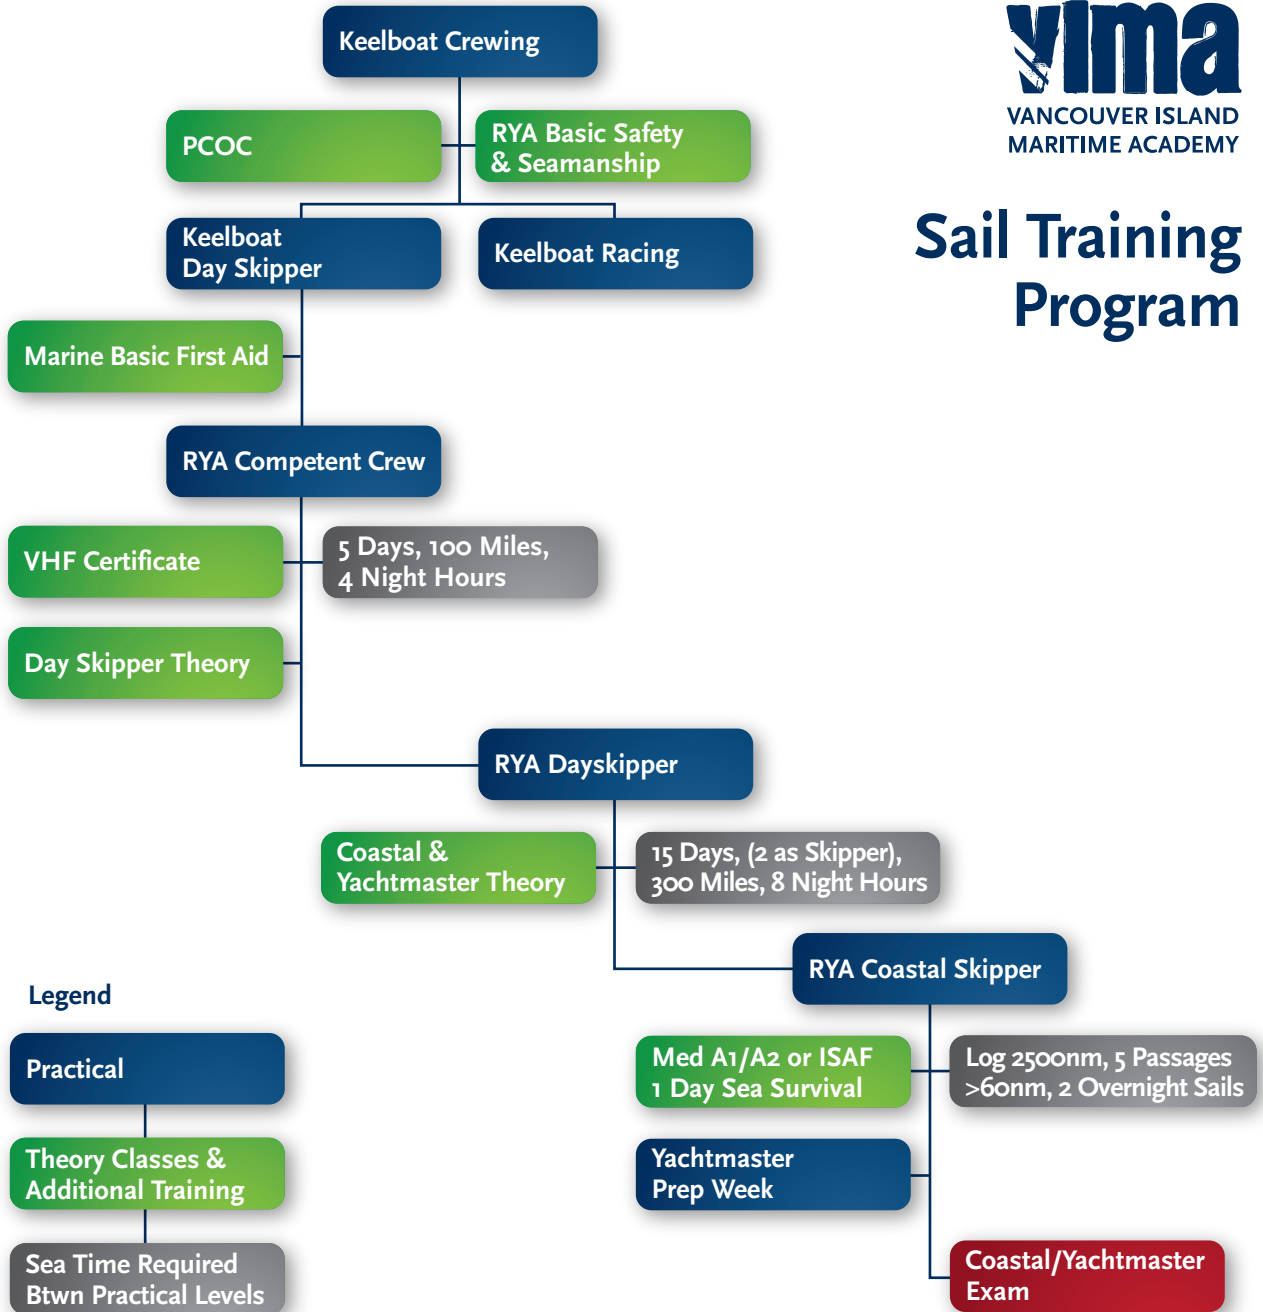 Keelboat Crewing
vima
VANCOUVER ISLAND
MARITIME ACADEMY
PCOC
RYA Basic Safety
& Seamanship
Sail Training
Program
Keelboat
Day Skipper
Keelboat Racing
Marine Basic First Aid
RYA Competent Crew
VHF Certificate
5 Days, 100 Miles,
4 Night Hours
Day Skipper Theory
RYA Dayskipper
Coastal &
Yachtmaster Theory
15 Days, (2 as Skipper),
300 Miles, 8 Night Hours
RYA Coastal Skipper
Legend
Practical
Theory Classes &
Additional Training
Sea Time Required
Btwn Practical Levels
Med A1/A2 or ISAF
1 Day Sea Survival
Log 2500nm, 5 Passages
>60nm, 2 Overnight Sails
Yachtmaster
Prep Week
Coastal/Yachtmaster
Exam